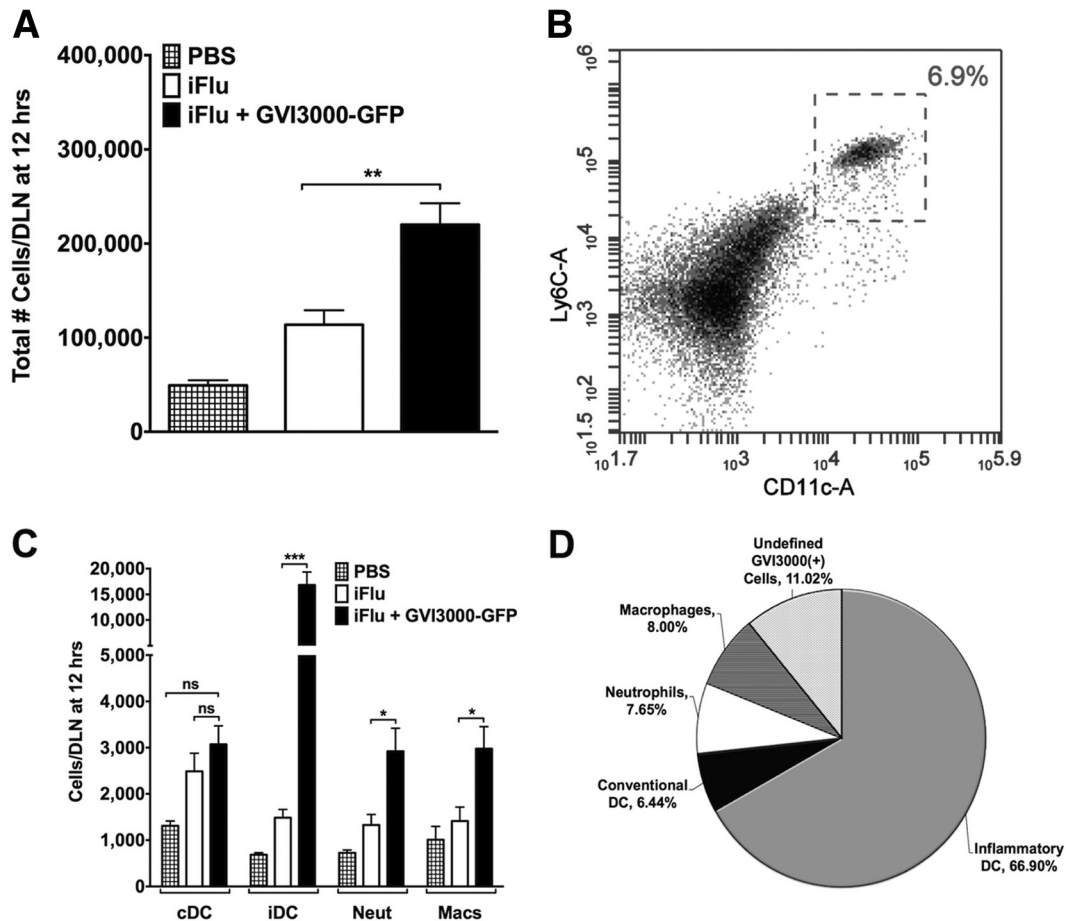 A
400,000
300,000
200,000
100,000
0
Total # Cells/DLN at 12 hrs
PBS
iFlu
iFlu + GVI3000-GFP
**
B
6.9%
10^6
10^5
10^4
10^3
10^2
10^1.5
Ly6C-A
10^1.7
10^3
10^4
10^5
10^5.9
CD11c-A
C
20,000
15,000
10,000
5,000
4,000
3,000
2,000
1,000
0
Cells/DLN at 12 hrs
PBS
iFlu
iFlu + GVI3000-GFP
ns
ns
***
*
*
cDC
iDC
Neut
Macs
D
Undefined
GVI3000(+)
Cells, 11.02%
Macrophages,
8.00%
Neutrophils,
7.65%
Conventional
DC, 6.44%
Inflammatory
DC, 66.90%